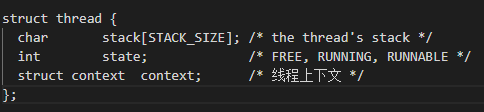 struct thread {
  char       stack[STACK_SIZE]; /* the thread's stack */
  int        state;             /* FREE, RUNNING, RUNNABLE */
  struct context  context;      /* 线程上下文 */
};